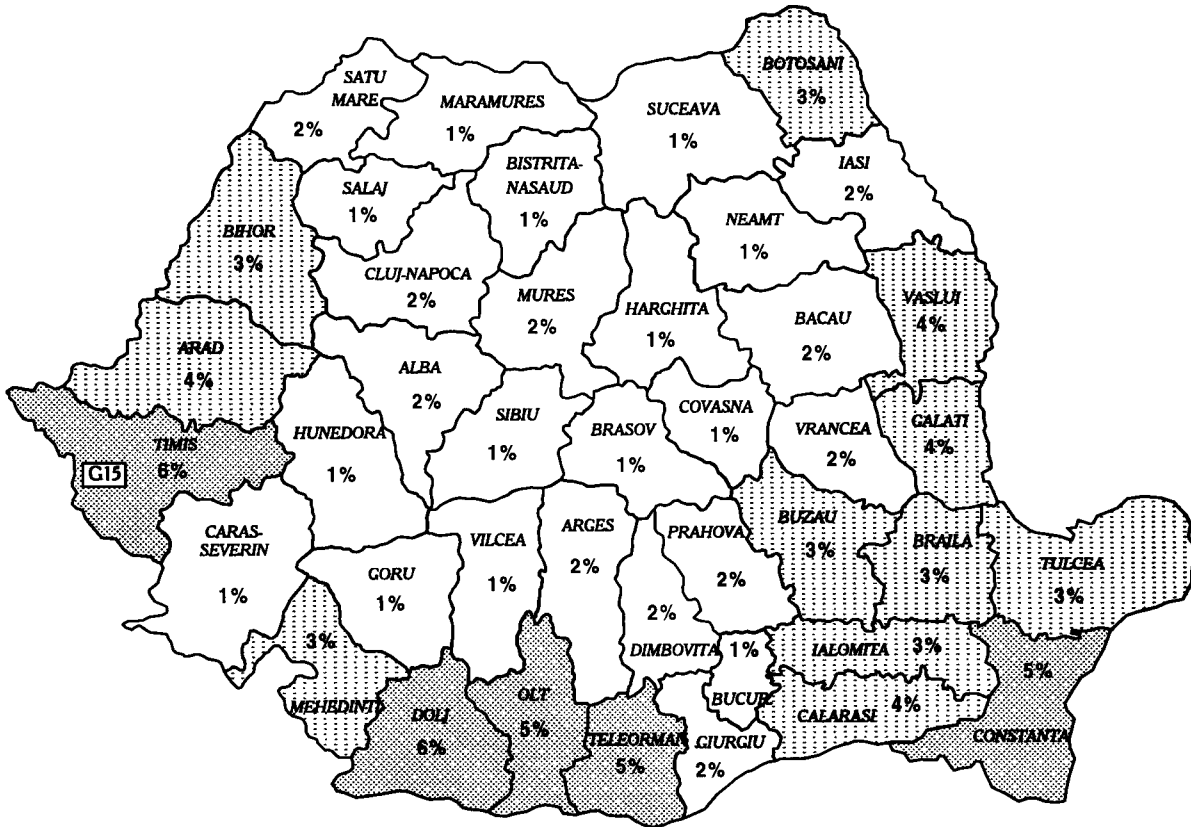 BOTOSANI
3%
SATU
MARE
2%
MARAMURES
1%
SUCEAVA
1%
BISTRITA-
NASAUD
1%
IASI
2%
SALAJ
1%
NEAMT
1%
BIHOR
3%
CLUJ-NAPOCA
2%
MURES
2%
HARGHITA
1%
BACAU
2%
VASLUI
4%
ARAD
4%
ALBA
2%
SIBIU
1%
BRASOV
1%
COVASNA
1%
VRANCEA
2%
GALATI
4%
TIMIS
6%
G15
HUNEDORA
1%
CARAS-
SEVERIN
1%
GORU
1%
VILCEA
1%
ARGES
2%
PRAHOVA
2%
BUZAU
3%
BRAILA
3%
TULCEA
3%
2%
DIMBOVITA
1%
BUCUR.
IALOMITA
3%
5%
CONSTANTA
3%
MEHEDINTI
DOLJ
6%
OLT
5%
TELEORMAN
5%
GIURGIU
2%
CALARASI
4%